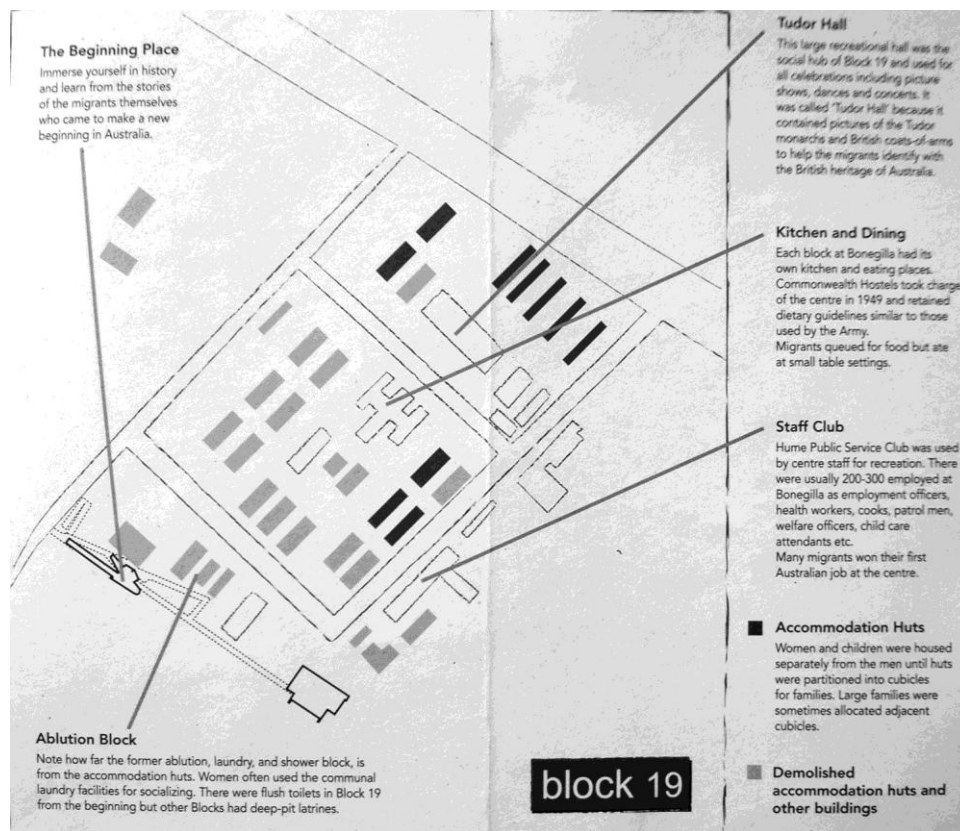 The Beginning Place
Immerse yourself in history
and learn from the stories
of the migrants themselves
who came to make a new
beginning in Australia.
Tudor Hall
This large recreational hall was the
social hub of Block 19 and used for
all celebrations including picture
shows, dances and concerts. It
was called 'Tudor Hall' because it
contained pictures of the Tudor
monarchs and British coats-of-arms
to help the migrants identify with
the British heritage of Australia.
Kitchen and Dining
Each block at Bonegilla had its
own kitchen and eating places.
Commonwealth Hostels took charge
of the centre in 1949 and retained
dietary guidelines similar to those
used by the Army.
Migrants queued for food but ate
at small table settings.
Staff Club
Hume Public Service Club was used
by centre staff for recreation. There
were usually 200-300 employed at
Bonegilla as employment officers,
health workers, cooks, patrol men,
welfare officers, child care
attendants etc.
Many migrants won their first
Australian job at the centre.
Accommodation Huts
Women and children were housed
separately from the men until huts
were partitioned into cubicles
for families. Large families were
sometimes allocated adjacent
cubicles.
Demolished
accommodation huts and
other buildings
Ablution Block
Note how far the former ablution, laundry, and shower block, is
from the accommodation huts. Women often used the communal
laundry facilities for socializing. There were flush toilets in Block 19
from the beginning but other Blocks had deep-pit latrines.
block 19